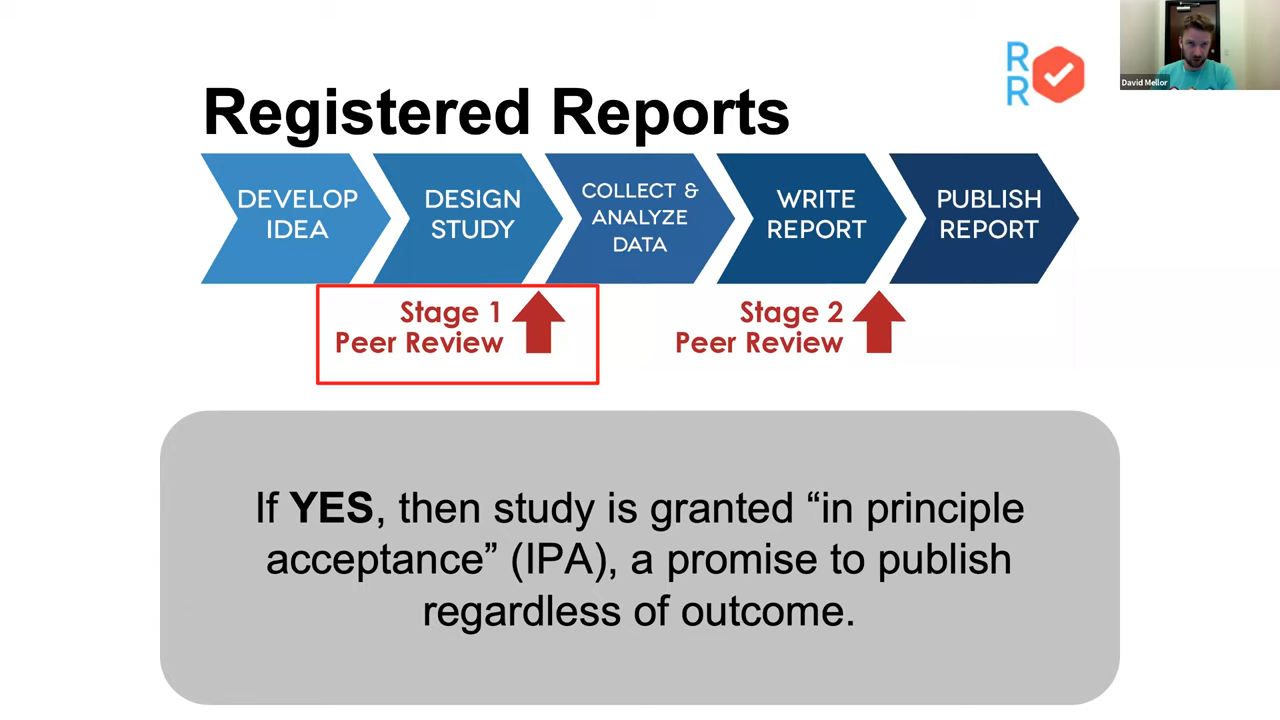 R
R
David Mellor
Registered Reports
DEVELOP
IDEA
DESIGN
STUDY
COLLECT &
ANALYZE
DATA
WRITE
REPORT
PUBLISH
REPORT
Stage 1
Peer Review
Stage 2
Peer Review
If YES, then study is granted “in principle
acceptance” (IPA), a promise to publish
regardless of outcome.